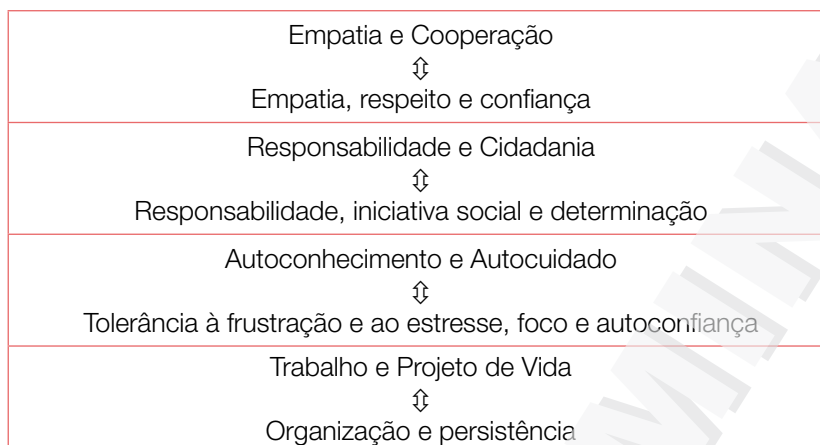 Empatia e Cooperação
⇳
Empatia, respeito e confiança
Responsabilidade e Cidadania
⇳
Responsabilidade, iniciativa social e determinação
Autoconhecimento e Autocuidado
⇳
Tolerância à frustração e ao estresse, foco e autoconfiança
Trabalho e Projeto de Vida
⇳
Organização e persistência